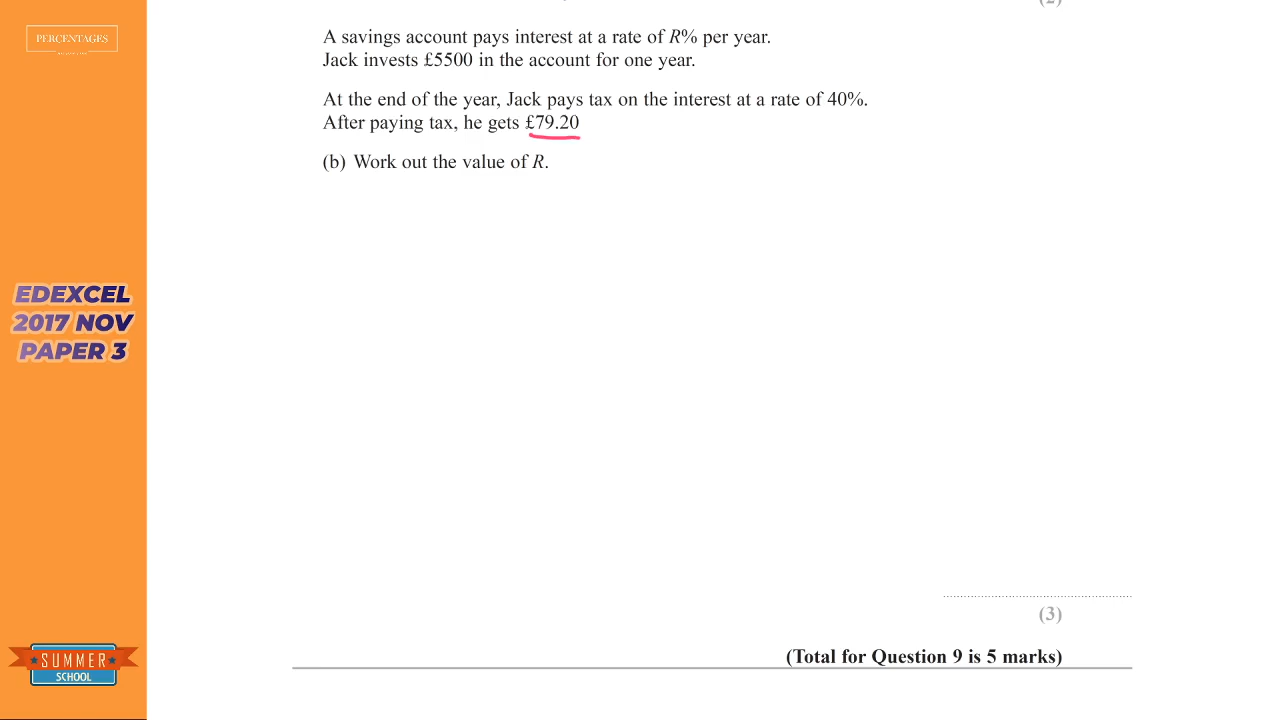 (2)
PERCENTAGES
A savings account pays interest at a rate of R% per year.
Jack invests £5500 in the account for one year.
At the end of the year, Jack pays tax on the interest at a rate of 40%.
After paying tax, he gets £79.20
(b) Work out the value of R.
EDEXCEL
2017 NOV
PAPER 3
(3)
SUMMER
SCHOOL
(Total for Question 9 is 5 marks)